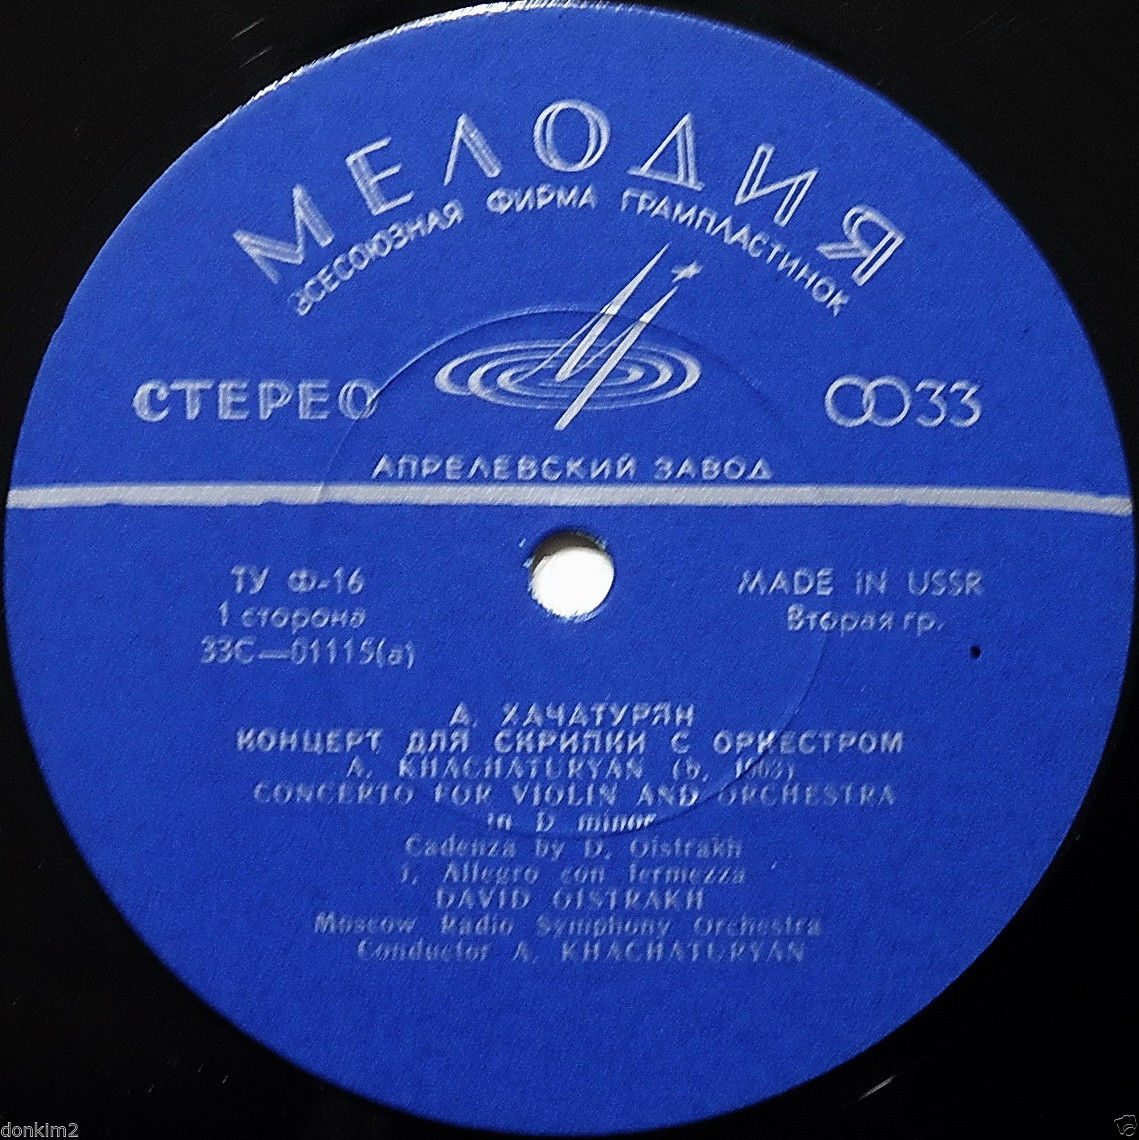 МЕЛОДИЯ
ВСЕСОЮЗНАЯ ФИРМА ГРАМПЛАСТИНОК
СТЕРЕО
33
АПРЕЛЕВСКИЙ ЗАВОД
ТУ Ф-16
1 сторона
33С—01115(а)
MADE IN USSR
Вторая гр.
А. ХАЧАТУРЯН
КОНЦЕРТ ДЛЯ СКРИПКИ С ОРКЕСТРОМ
A. KHACHATURYAN (b. 1903)
CONCERTO FOR VIOLIN AND ORCHESTRA
in D minor
Cadenza by D. Oistrakh
1. Allegro con fermezza
DAVID OISTRAKH
Moscow Radio Symphony Orchestra
Conductor A. KHACHATURYAN
donkim2